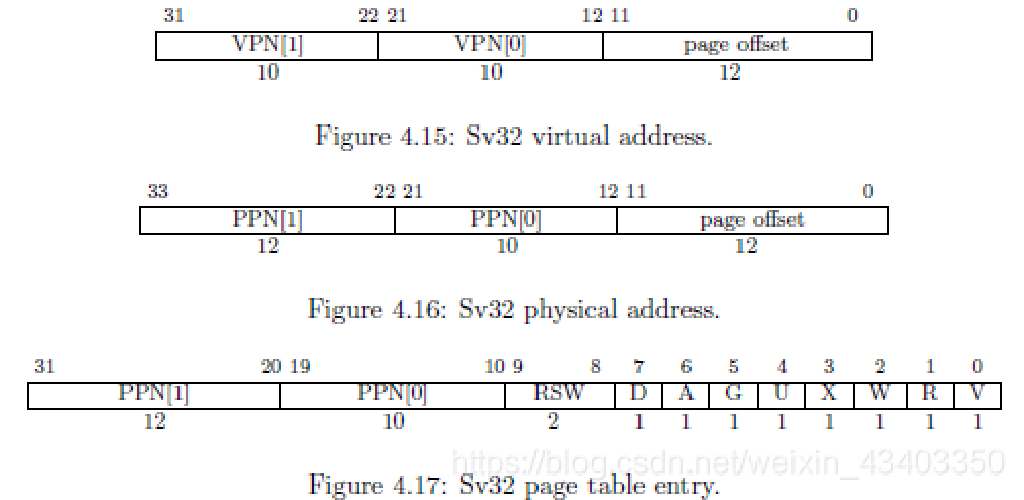 31 22 21 12 11 0
VPN[1] VPN[0] page offset
10 10 12
Figure 4.15: Sv32 virtual address.
33 22 21 12 11 0
PPN[1] PPN[0] page offset
12 10 12
Figure 4.16: Sv32 physical address.
31 20 19 10 9 8 7 6 5 4 3 2 1 0
PPN[1] PPN[0] RSW D A G U X W R V
12 10 2 1 1 1 1 1 1 1 1
https://blog.csdn.net/weixin_43403350
Figure 4.17: Sv32 page table entry.